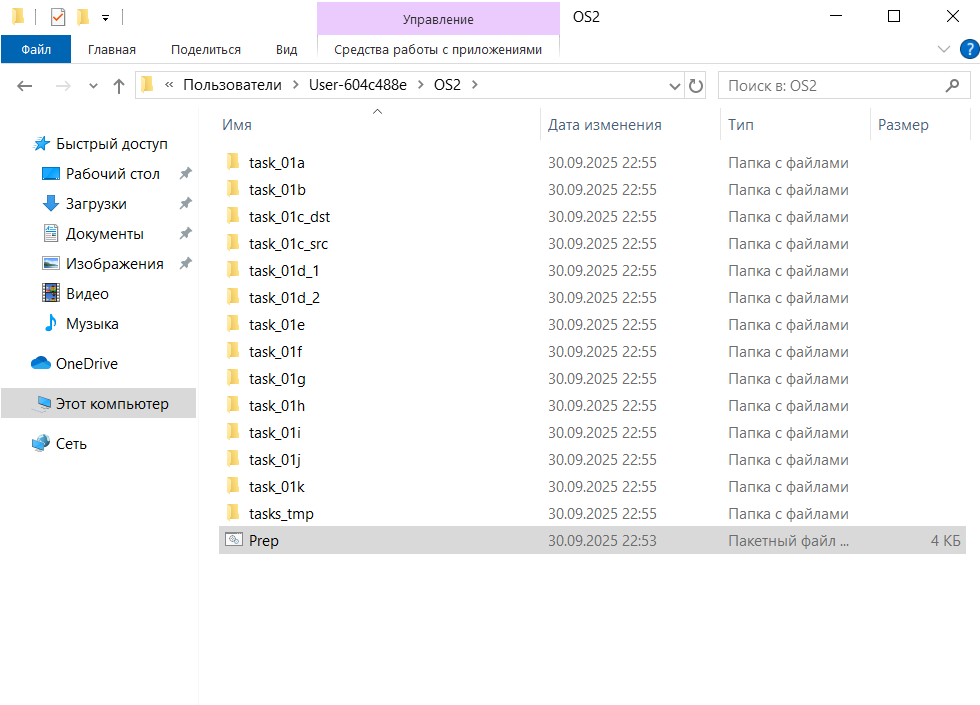 Управление
OS2
Файл
Главная
Поделиться
Вид
Средства работы с приложениями
?
« Пользователи > User-604c488e > OS2 >
Поиск в: OS2
Имя
Дата изменения
Тип
Размер
Быстрый доступ
Рабочий стол
Загрузки
Документы
Изображения
Видео
Музыка
OneDrive
Этот компьютер
Сеть
task_01a 30.09.2025 22:55 Папка с файлами
task_01b 30.09.2025 22:55 Папка с файлами
task_01c_dst 30.09.2025 22:55 Папка с файлами
task_01c_src 30.09.2025 22:55 Папка с файлами
task_01d_1 30.09.2025 22:55 Папка с файлами
task_01d_2 30.09.2025 22:55 Папка с файлами
task_01e 30.09.2025 22:55 Папка с файлами
task_01f 30.09.2025 22:55 Папка с файлами
task_01g 30.09.2025 22:55 Папка с файлами
task_01h 30.09.2025 22:55 Папка с файлами
task_01i 30.09.2025 22:55 Папка с файлами
task_01j 30.09.2025 22:55 Папка с файлами
task_01k 30.09.2025 22:55 Папка с файлами
tasks_tmp 30.09.2025 22:55 Папка с файлами
Prep 30.09.2025 22:53 Пакетный файл ... 4 КБ